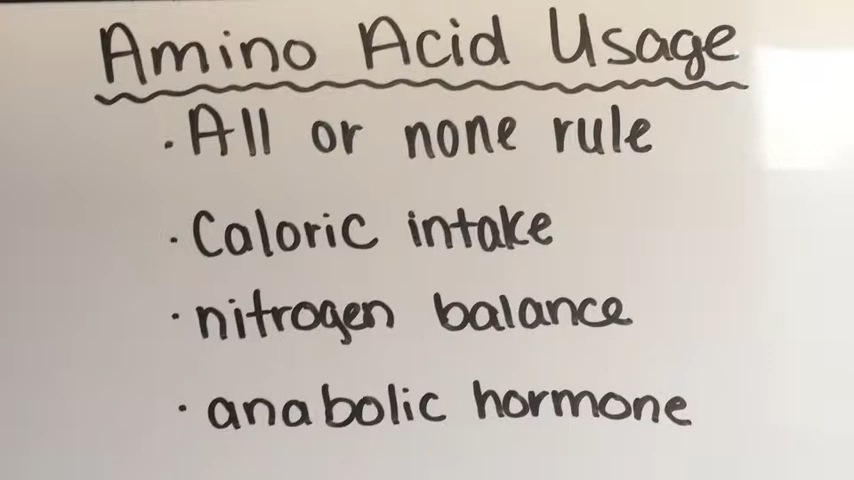 Amino Acid Usage
· All or none rule
· Caloric intake
· nitrogen balance
· anabolic hormone